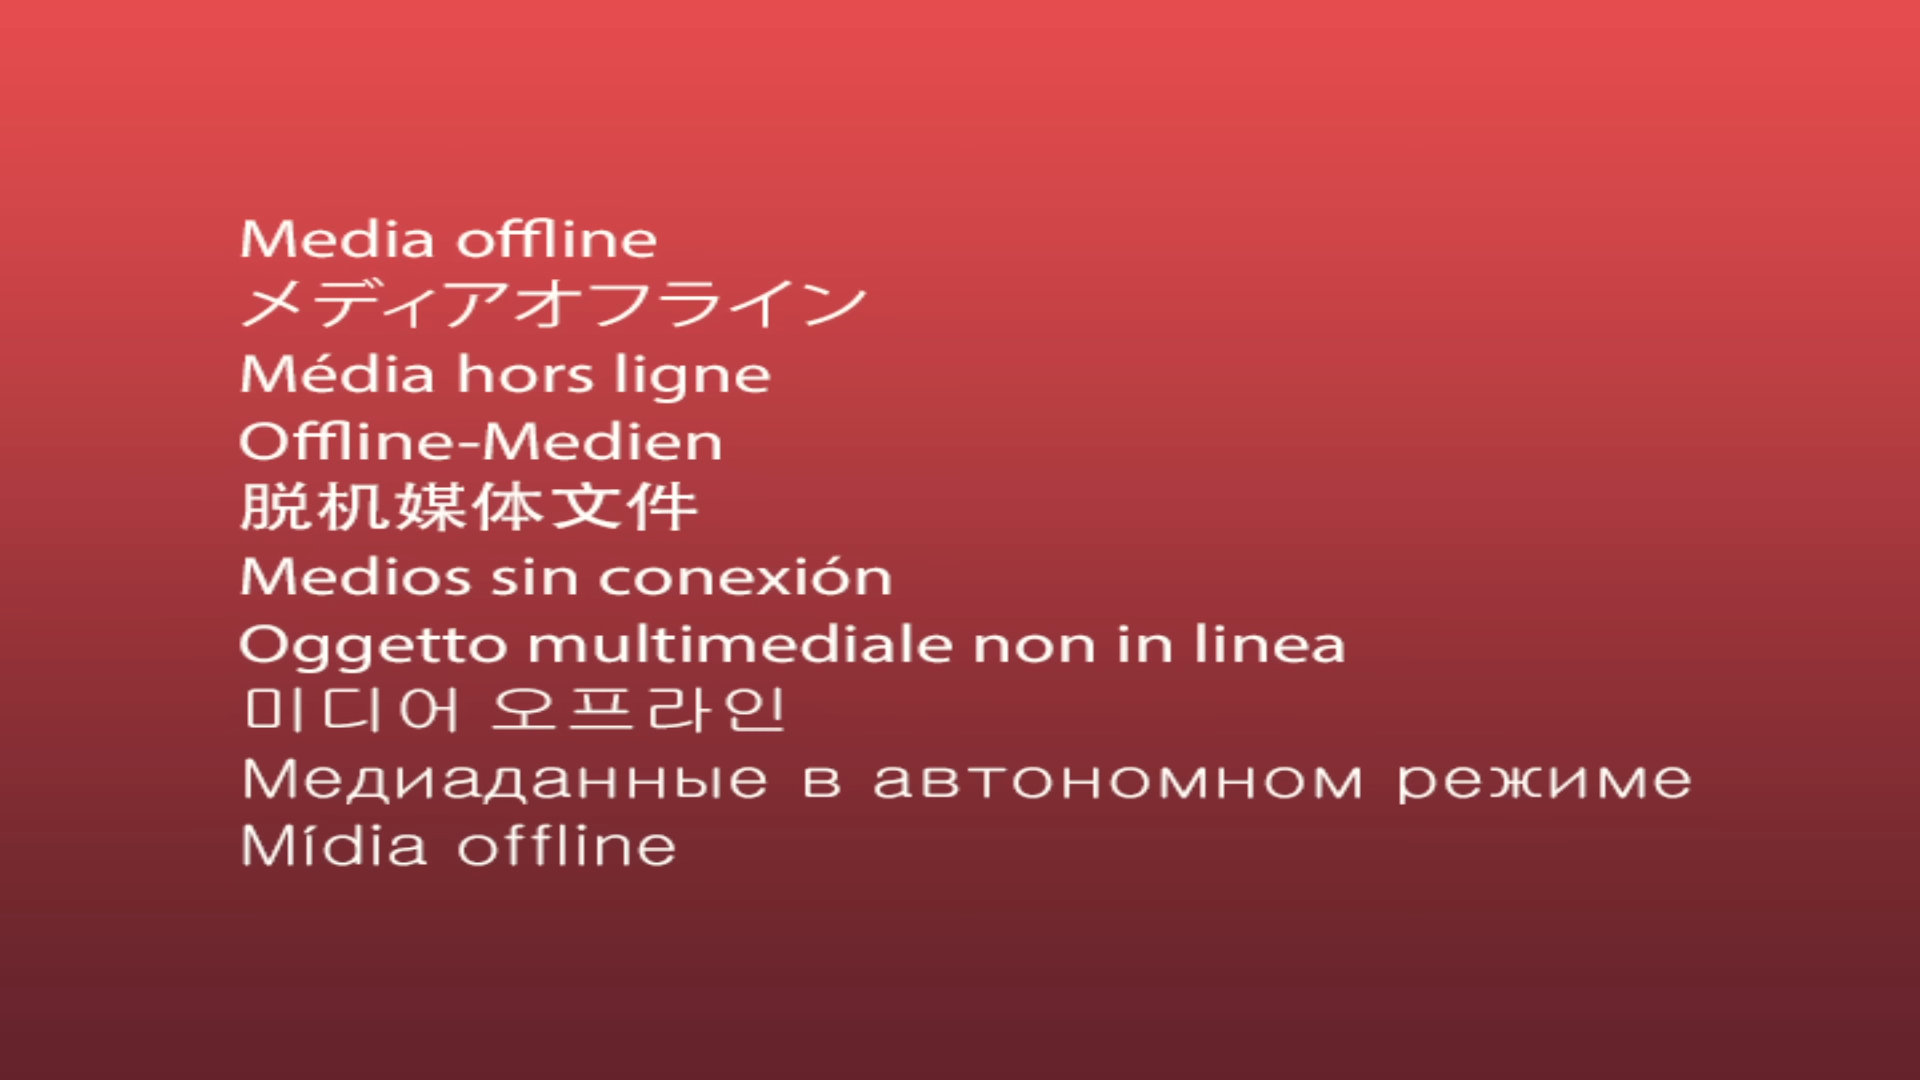 Media offline
メディアオフライン
Média hors ligne
Offline-Medien
脱机媒体文件
Medios sin conexión
Oggetto multimediale non in linea
미디어 오프라인
Медиаданные в автономном режиме
Mídia offline